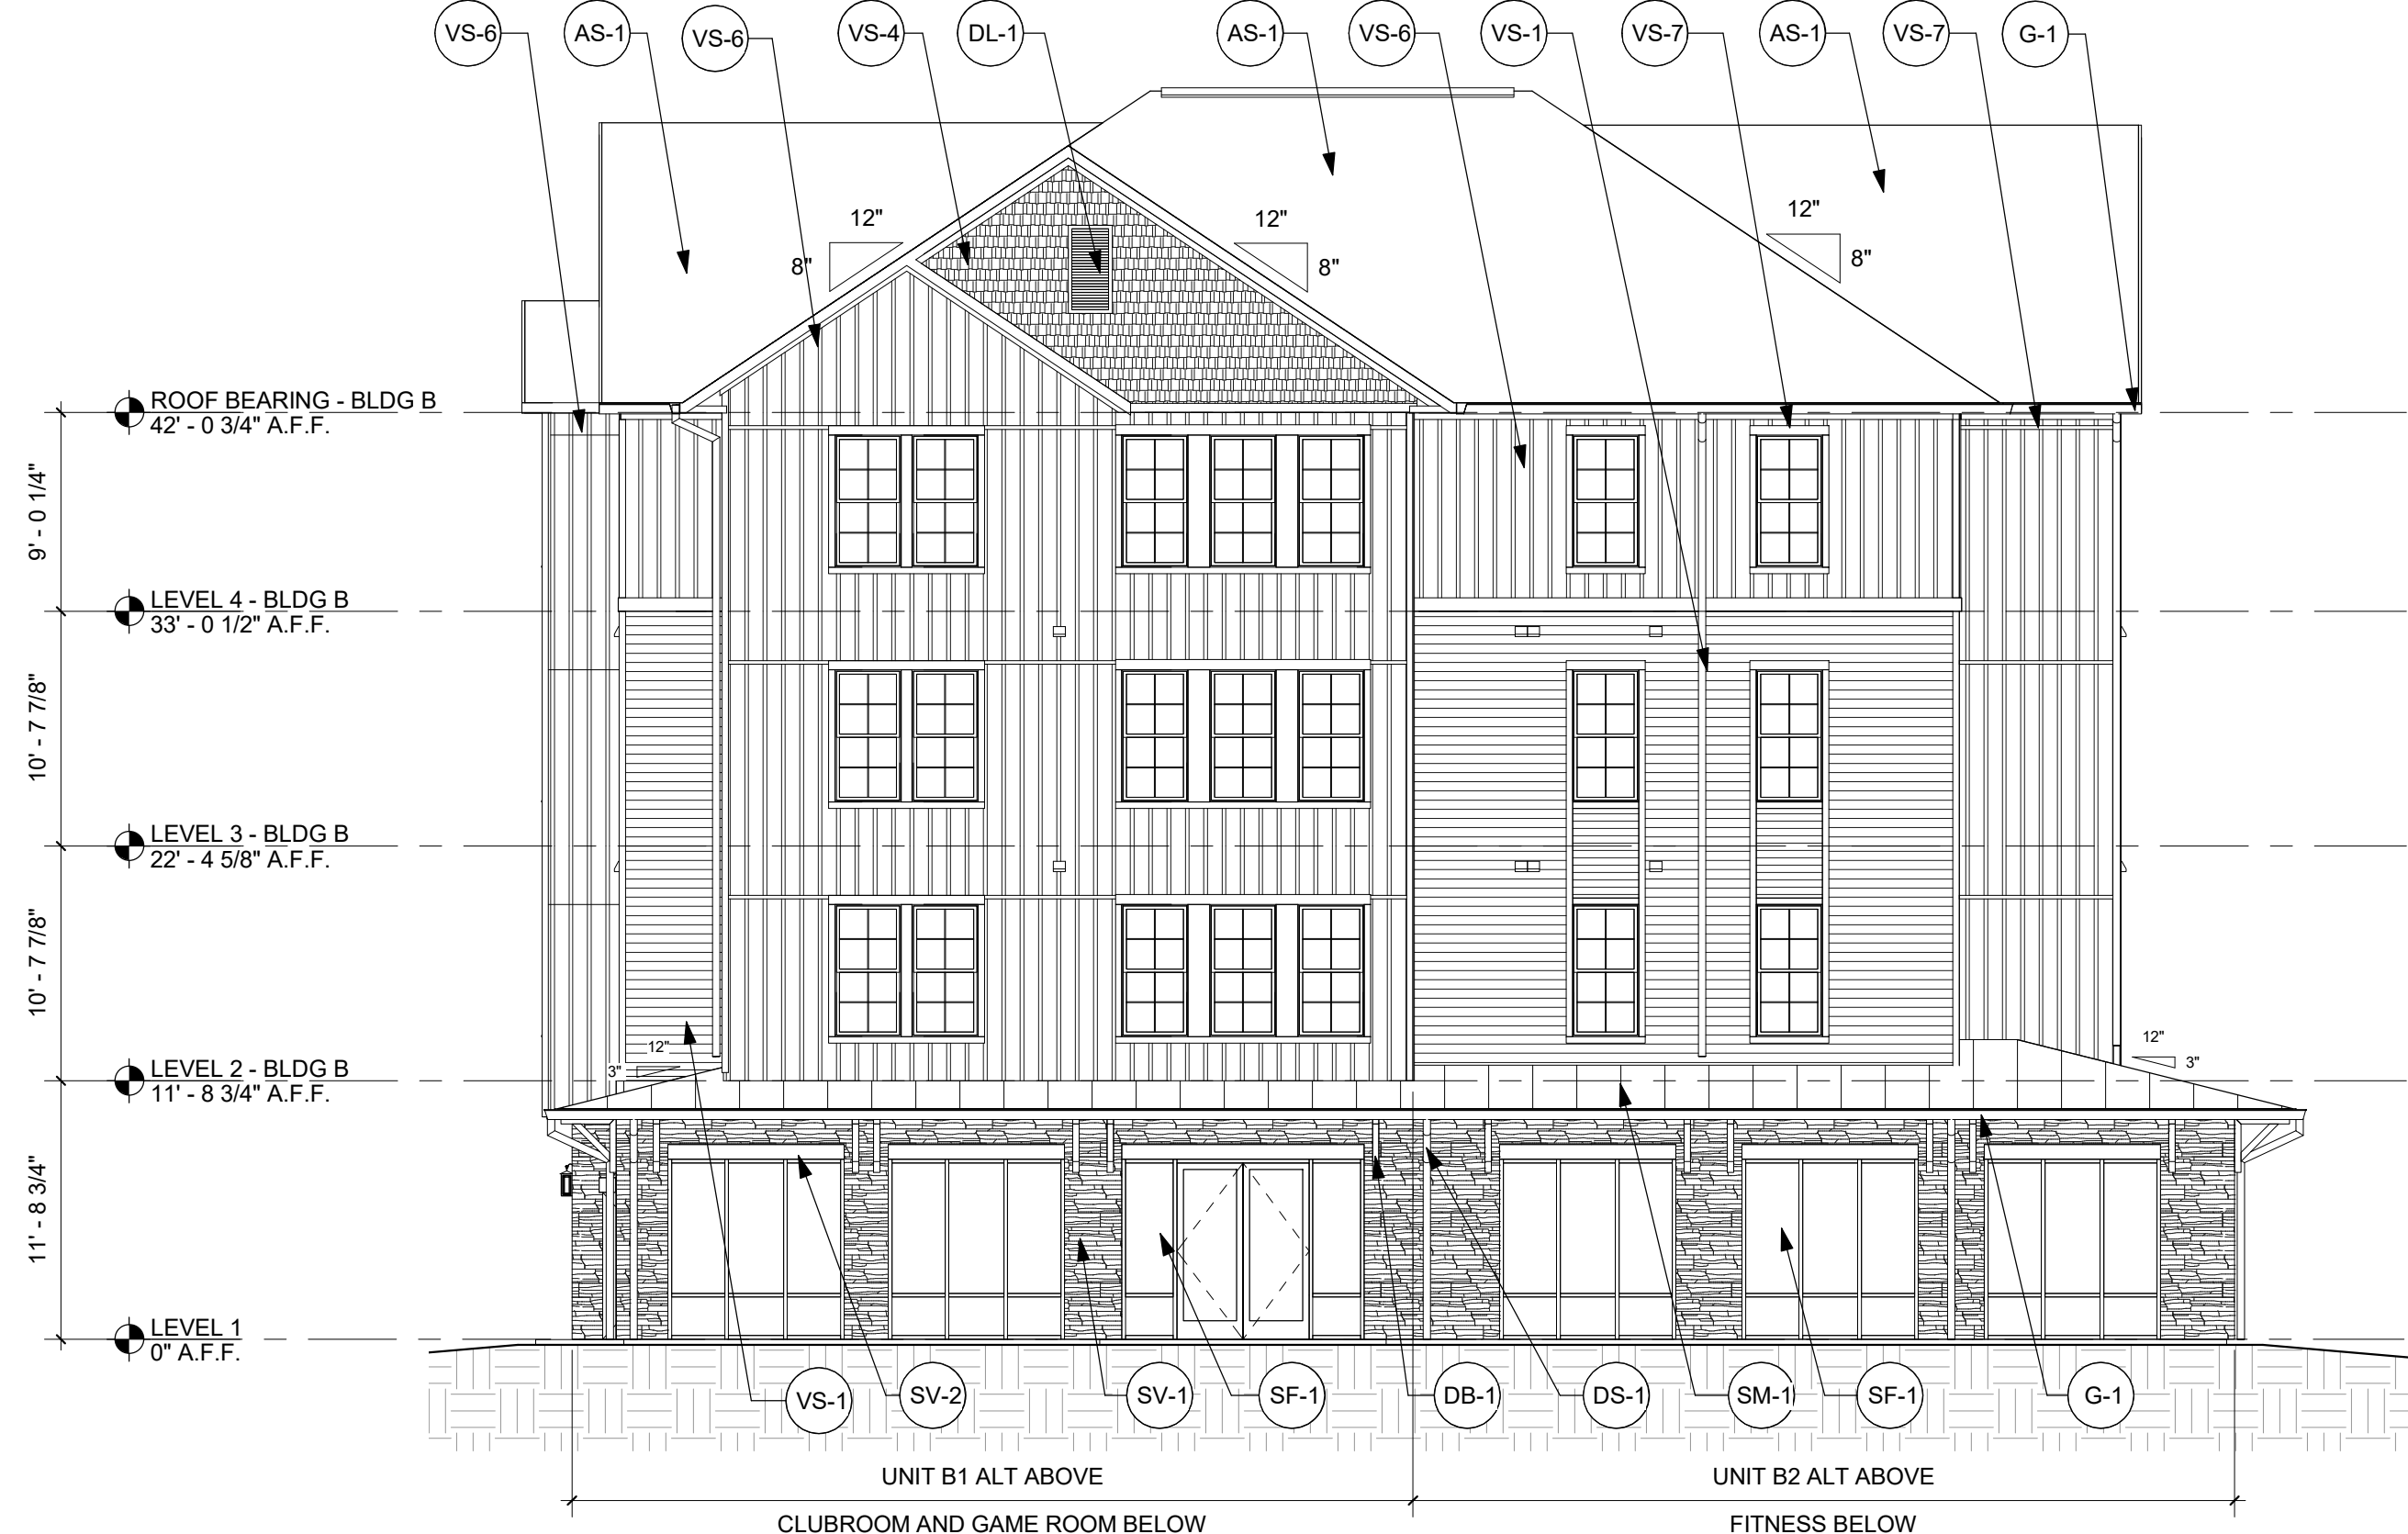 VS-6
AS-1
VS-6
VS-4
DL-1
AS-1
VS-6
VS-1
VS-7
AS-1
VS-7
G-1
12"
8"
12"
8"
12"
8"
ROOF BEARING - BLDG B
42' - 0 3/4" A.F.F.
9' - 0 1/4"
LEVEL 4 - BLDG B
33' - 0 1/2" A.F.F.
10' - 7 7/8"
LEVEL 3 - BLDG B
22' - 4 5/8" A.F.F.
10' - 7 7/8"
12"
3"
12"
3"
LEVEL 2 - BLDG B
11' - 8 3/4" A.F.F.
11' - 8 3/4"
LEVEL 1
0" A.F.F.
VS-1
SV-2
SV-1
SF-1
DB-1
DS-1
SM-1
SF-1
G-1
UNIT B1 ALT ABOVE
UNIT B2 ALT ABOVE
CLUBROOM AND GAME ROOM BELOW
FITNESS BELOW